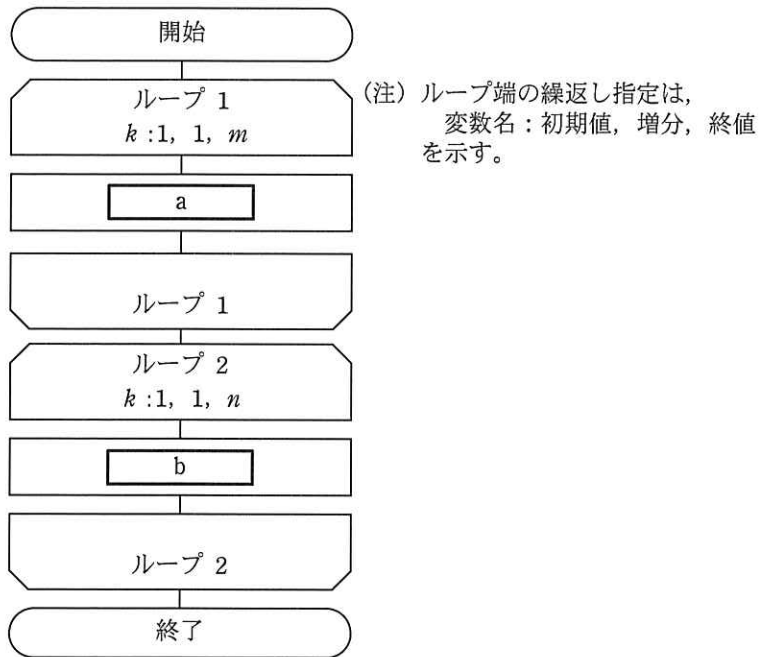 開始
ループ 1
k :1, 1, m
(注) ループ端の繰返し指定は,
変数名：初期値, 増分, 終値
を示す。
a
ループ 1
ループ 2
k :1, 1, n
b
ループ 2
終了